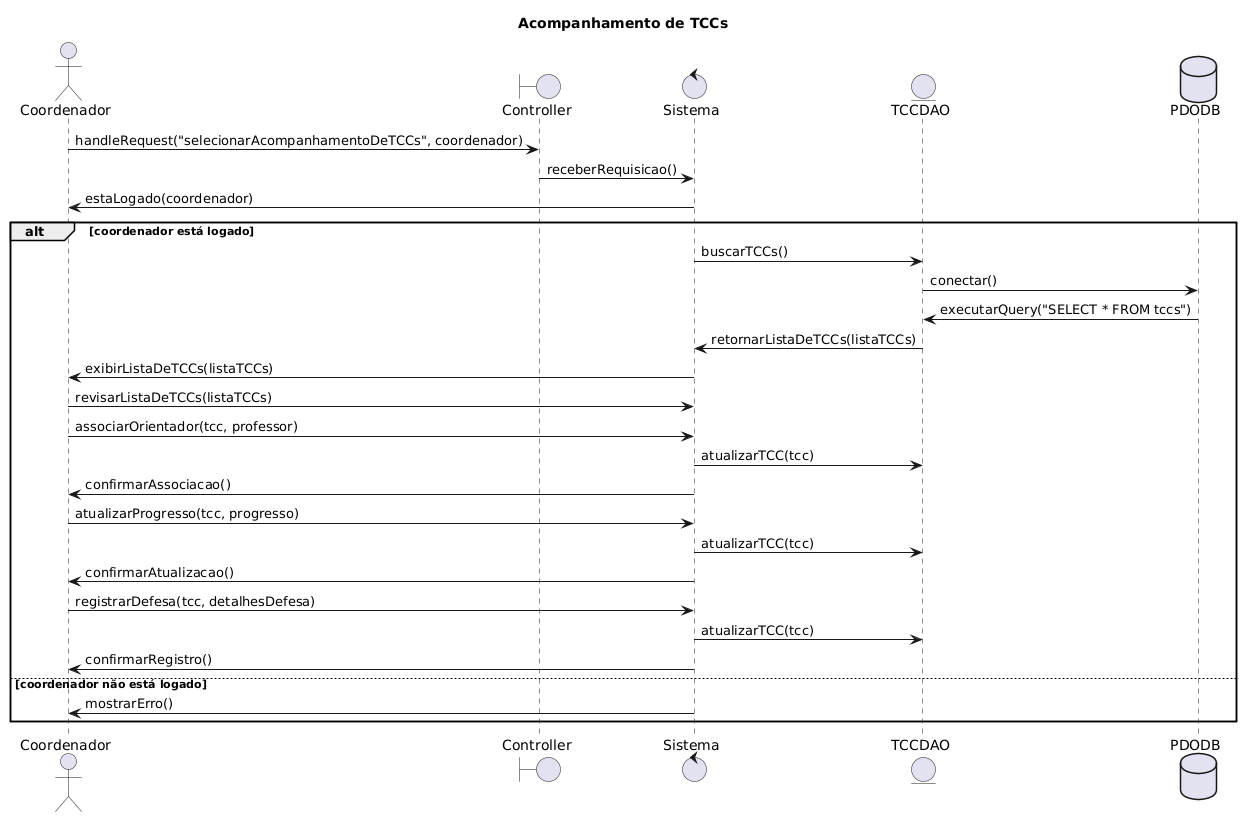 Acompanhamento de TCCs
Coordenador
Controller
Sistema
TCCDAO
PDODB
handleRequest("selecionarAcompanhamentoDeTCCs", coordenador)
receberRequisicao()
estaLogado(coordenador)
alt [coordenador está logado]
buscarTCCs()
conectar()
executarQuery("SELECT * FROM tccs")
retornarListaDeTCCs(listaTCCs)
exibirListaDeTCCs(listaTCCs)
revisarListaDeTCCs(listaTCCs)
associarOrientador(tcc, professor)
atualizarTCC(tcc)
confirmarAssociacao()
atualizarProgresso(tcc, progresso)
atualizarTCC(tcc)
confirmarAtualizacao()
registrarDefesa(tcc, detalhesDefesa)
atualizarTCC(tcc)
confirmarRegistro()
[coordenador não está logado]
mostrarErro()
Coordenador
Controller
Sistema
TCCDAO
PDODB